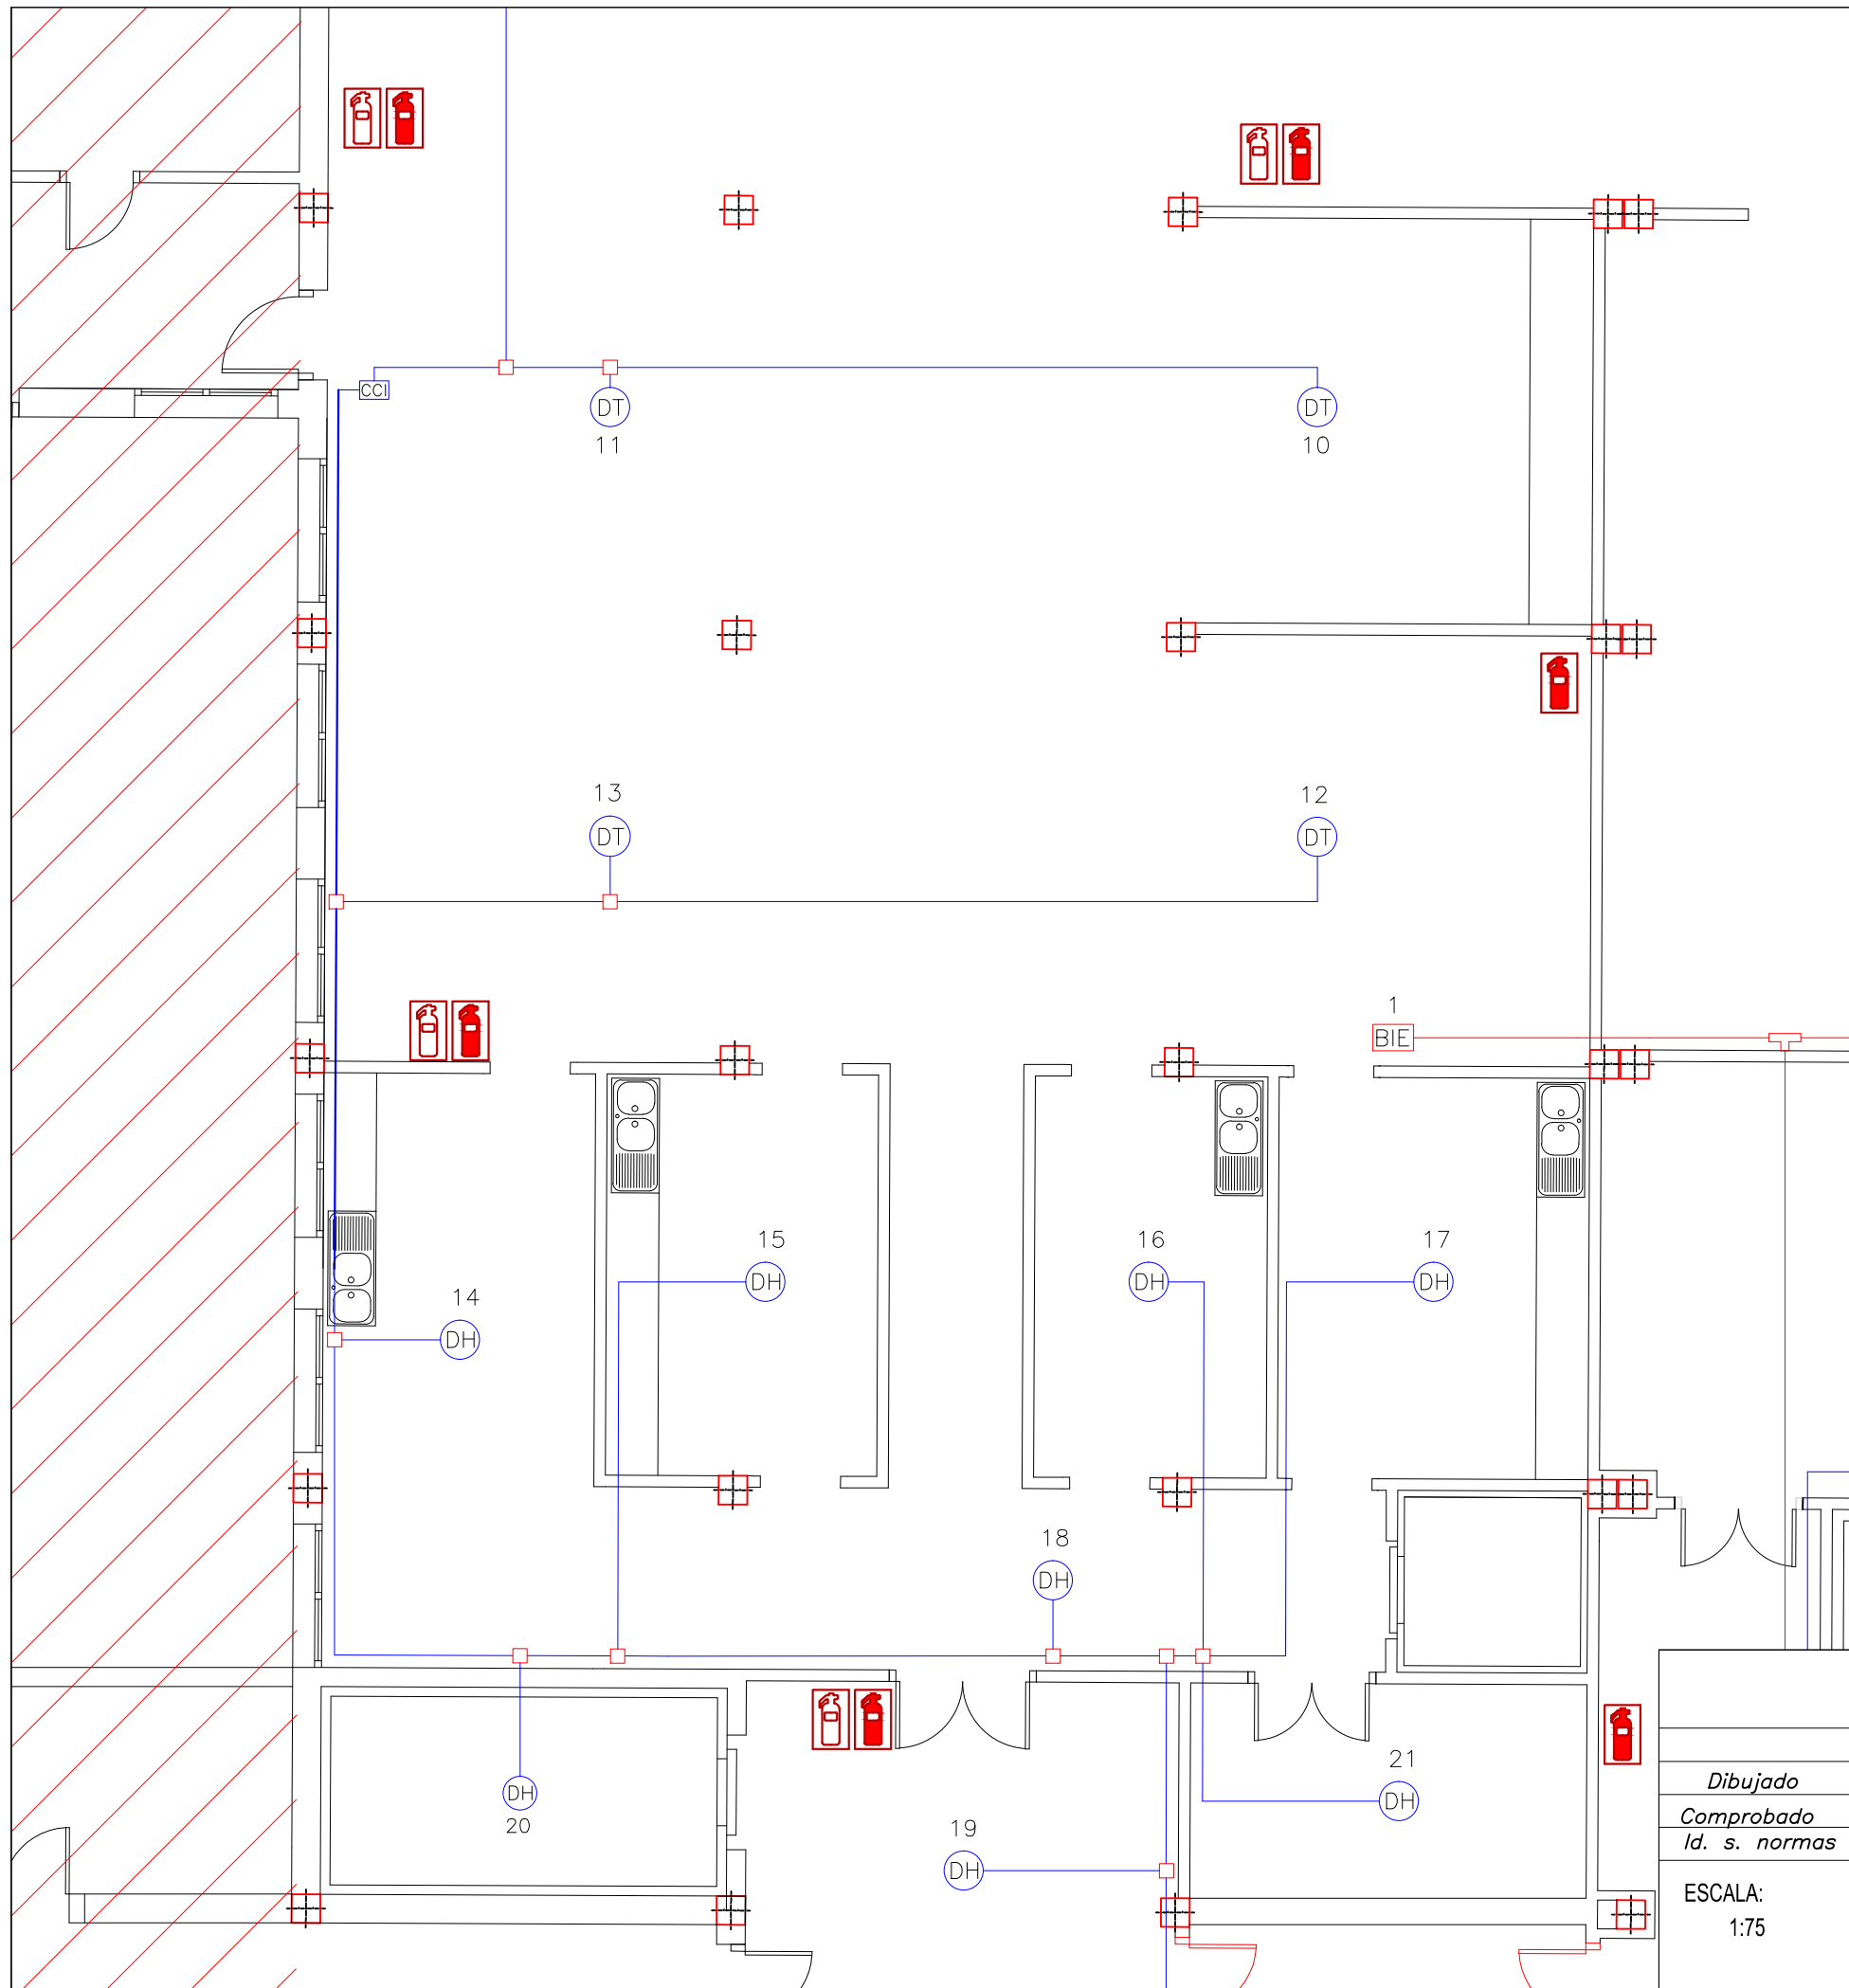 CCI
DT
11
DT
10
13
DT
12
DT
1
BIE
15
DH
16
DH
17
DH
14
DH
18
DH
DH
20
21
DH
19
DH
Dibujado
Comprobado
Id. s. normas
ESCALA:
1:75